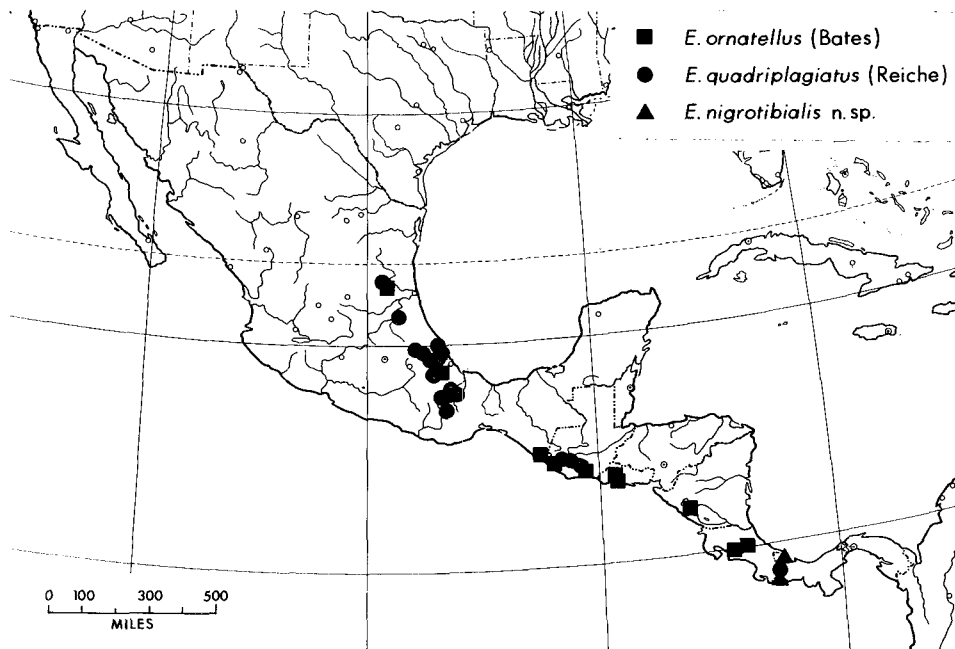 E. ornatellus (Bates)
E. quadriplagiatus (Reiche)
E. nigrotibialis n. sp.
0 100 300 500
MILES